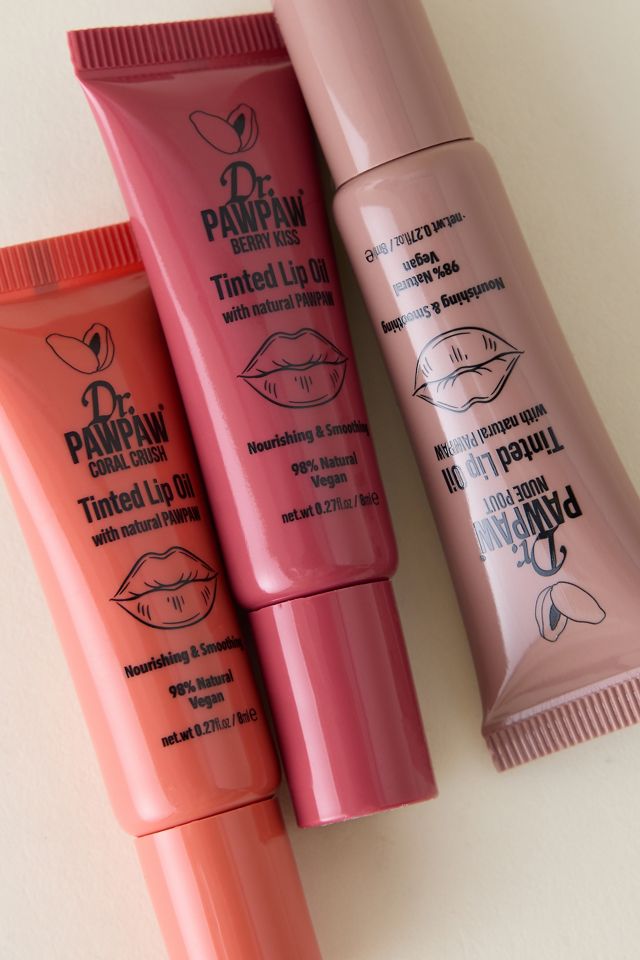 Dr.
PAWPAW®
CORAL CRUSH
Tinted Lip Oil
with natural PAWPAW
Nourishing & Smoothing
98% Natural
Vegan
net.wt 0.27fl.oz / 8ml ℮
Dr.
PAWPAW®
BERRY KISS
Tinted Lip Oil
with natural PAWPAW
Nourishing & Smoothing
98% Natural
Vegan
net.wt 0.27fl.oz / 8ml ℮
Dr.
PAWPAW®
NUDE POUT
Tinted Lip Oil
with natural PAWPAW
Nourishing & Smoothing
98% Natural
Vegan
net.wt 0.27fl.oz / 8ml ℮